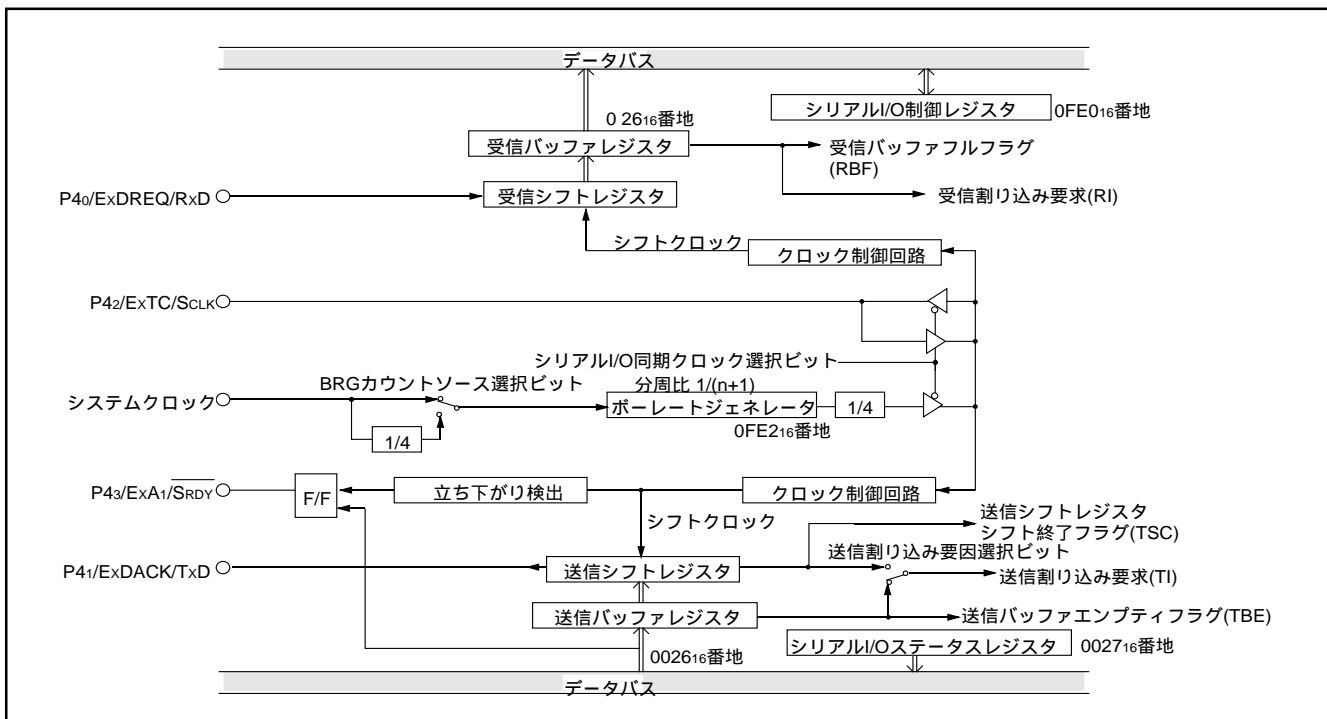 データバス
シリアルI/O制御レジスタ
0FE016番地
0 2616番地
受信バッファレジスタ
受信バッファフルフラグ
(RBF)
P40/EXDREQ/RXD
受信シフトレジスタ
受信割り込み要求(RI)
シフトクロック
クロック制御回路
P42/EXTC/SCLK
シリアルI/O同期クロック選択ビット
BRGカウントソース選択ビット
分周比 1/(n+1)
システムクロック
ボーレートジェネレータ
1/4
1/4
0FE216番地
P43/EXA1/SRDY
F/F
立ち下がり検出
クロック制御回路
シフトクロック
送信シフトレジスタ
シフト終了フラグ(TSC)
送信割り込み要因選択ビット
P41/EXDACK/TXD
送信シフトレジスタ
送信割り込み要求(TI)
送信バッファレジスタ
送信バッファエンプティフラグ(TBE)
002616番地
シリアルI/Oステータスレジスタ
002716番地
データバス